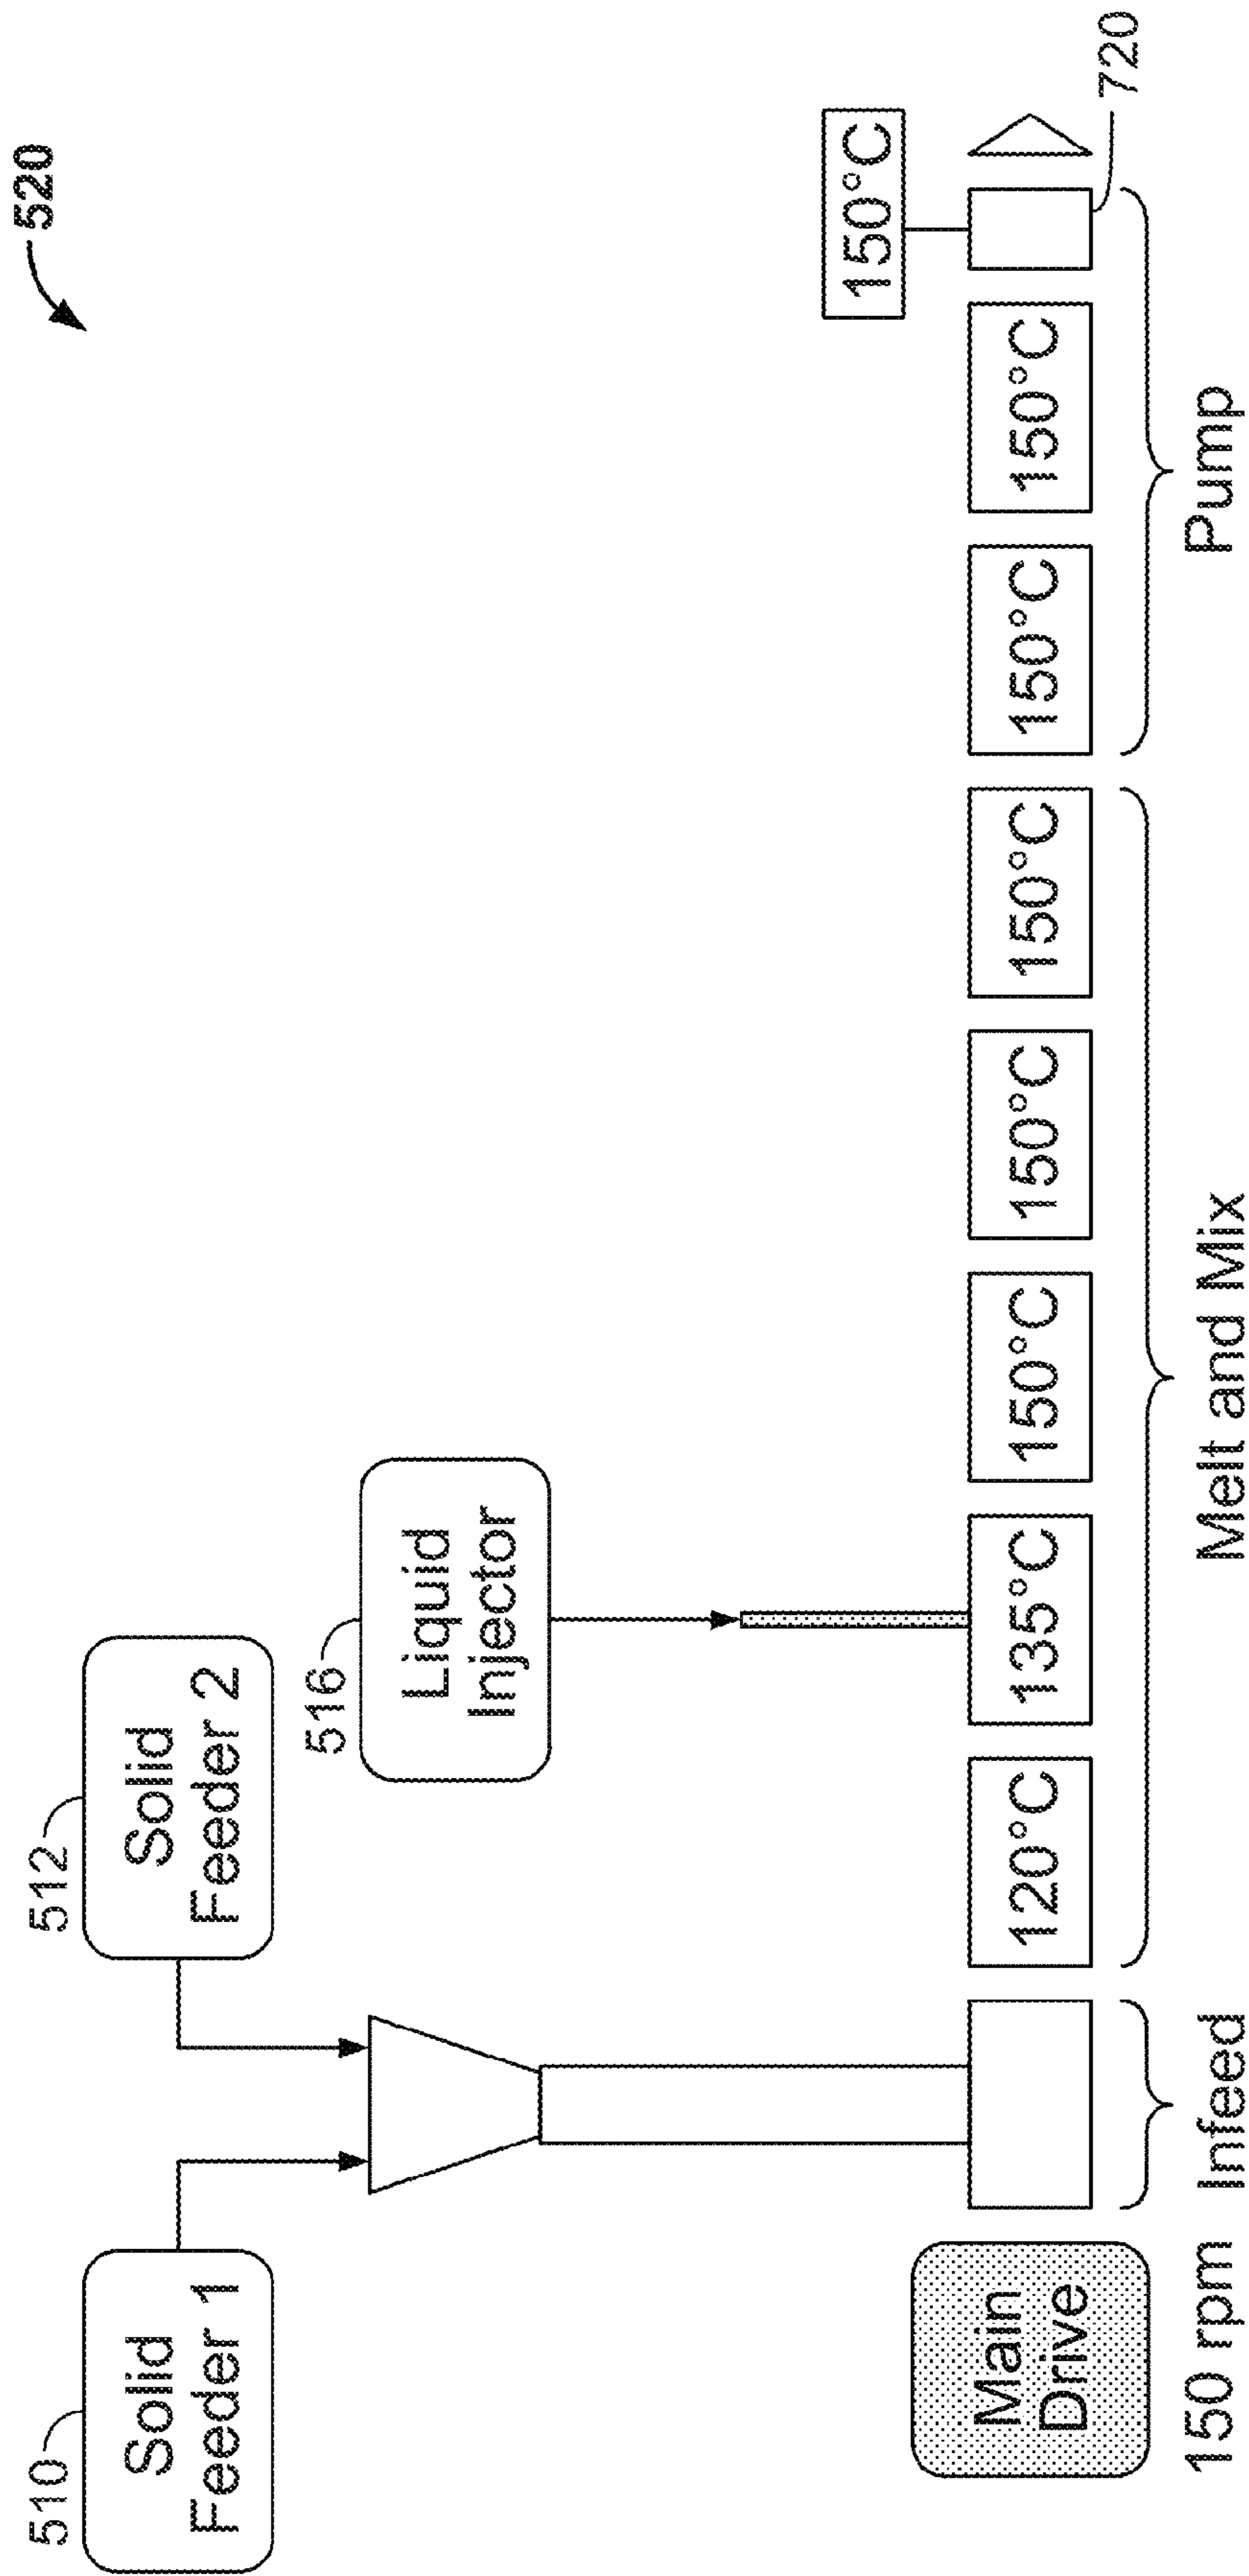 520
510
Solid
Feeder 1
512
Solid
Feeder 2
516
Liquid
Injector
150°C
Main
Drive
120°C
135°C
150°C
150°C
150°C
150°C
150°C
720
150 rpm
Infeed
Melt and Mix
Pump